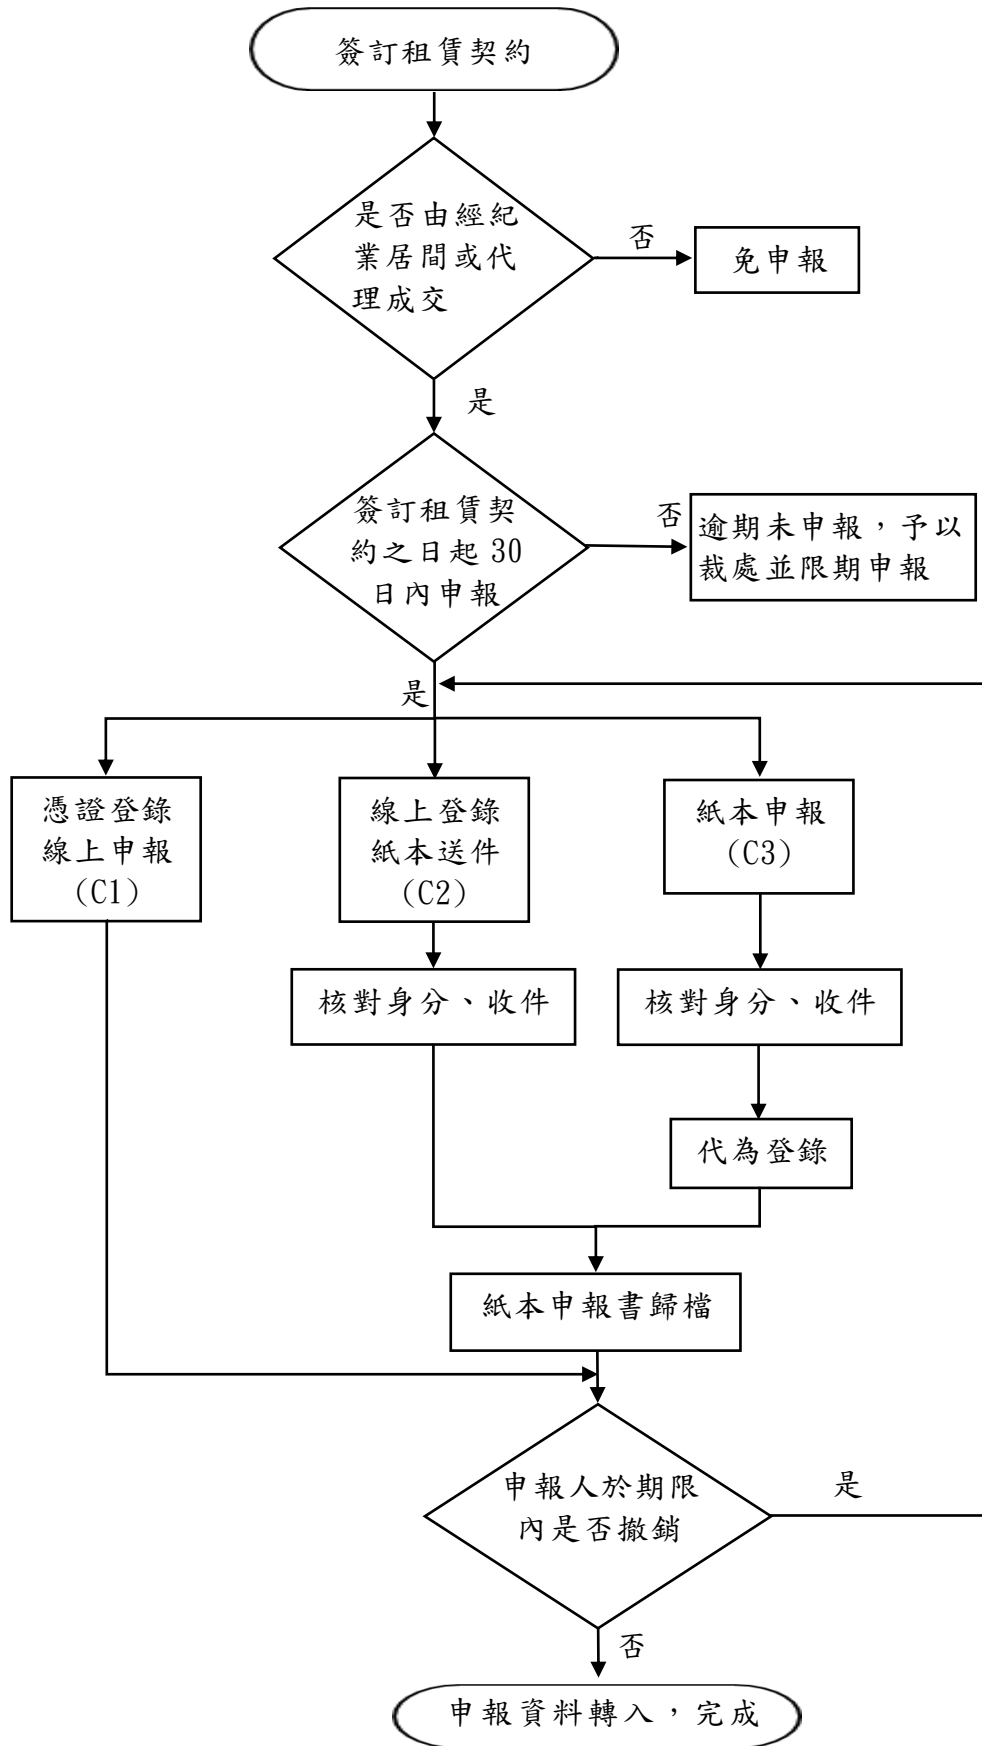 簽訂租賃契約
是否由經紀
業居間或代
理成交
否
免申報
是
簽訂租賃契
約之日起 30
日內申報
否
逾期未申報，予以
裁處並限期申報
是
憑證登錄
線上申報
(C1)
線上登錄
紙本送件
(C2)
紙本申報
(C3)
核對身分、收件
核對身分、收件
代為登錄
紙本申報書歸檔
申報人於期限
內是否撤銷
是
否
申報資料轉入，完成